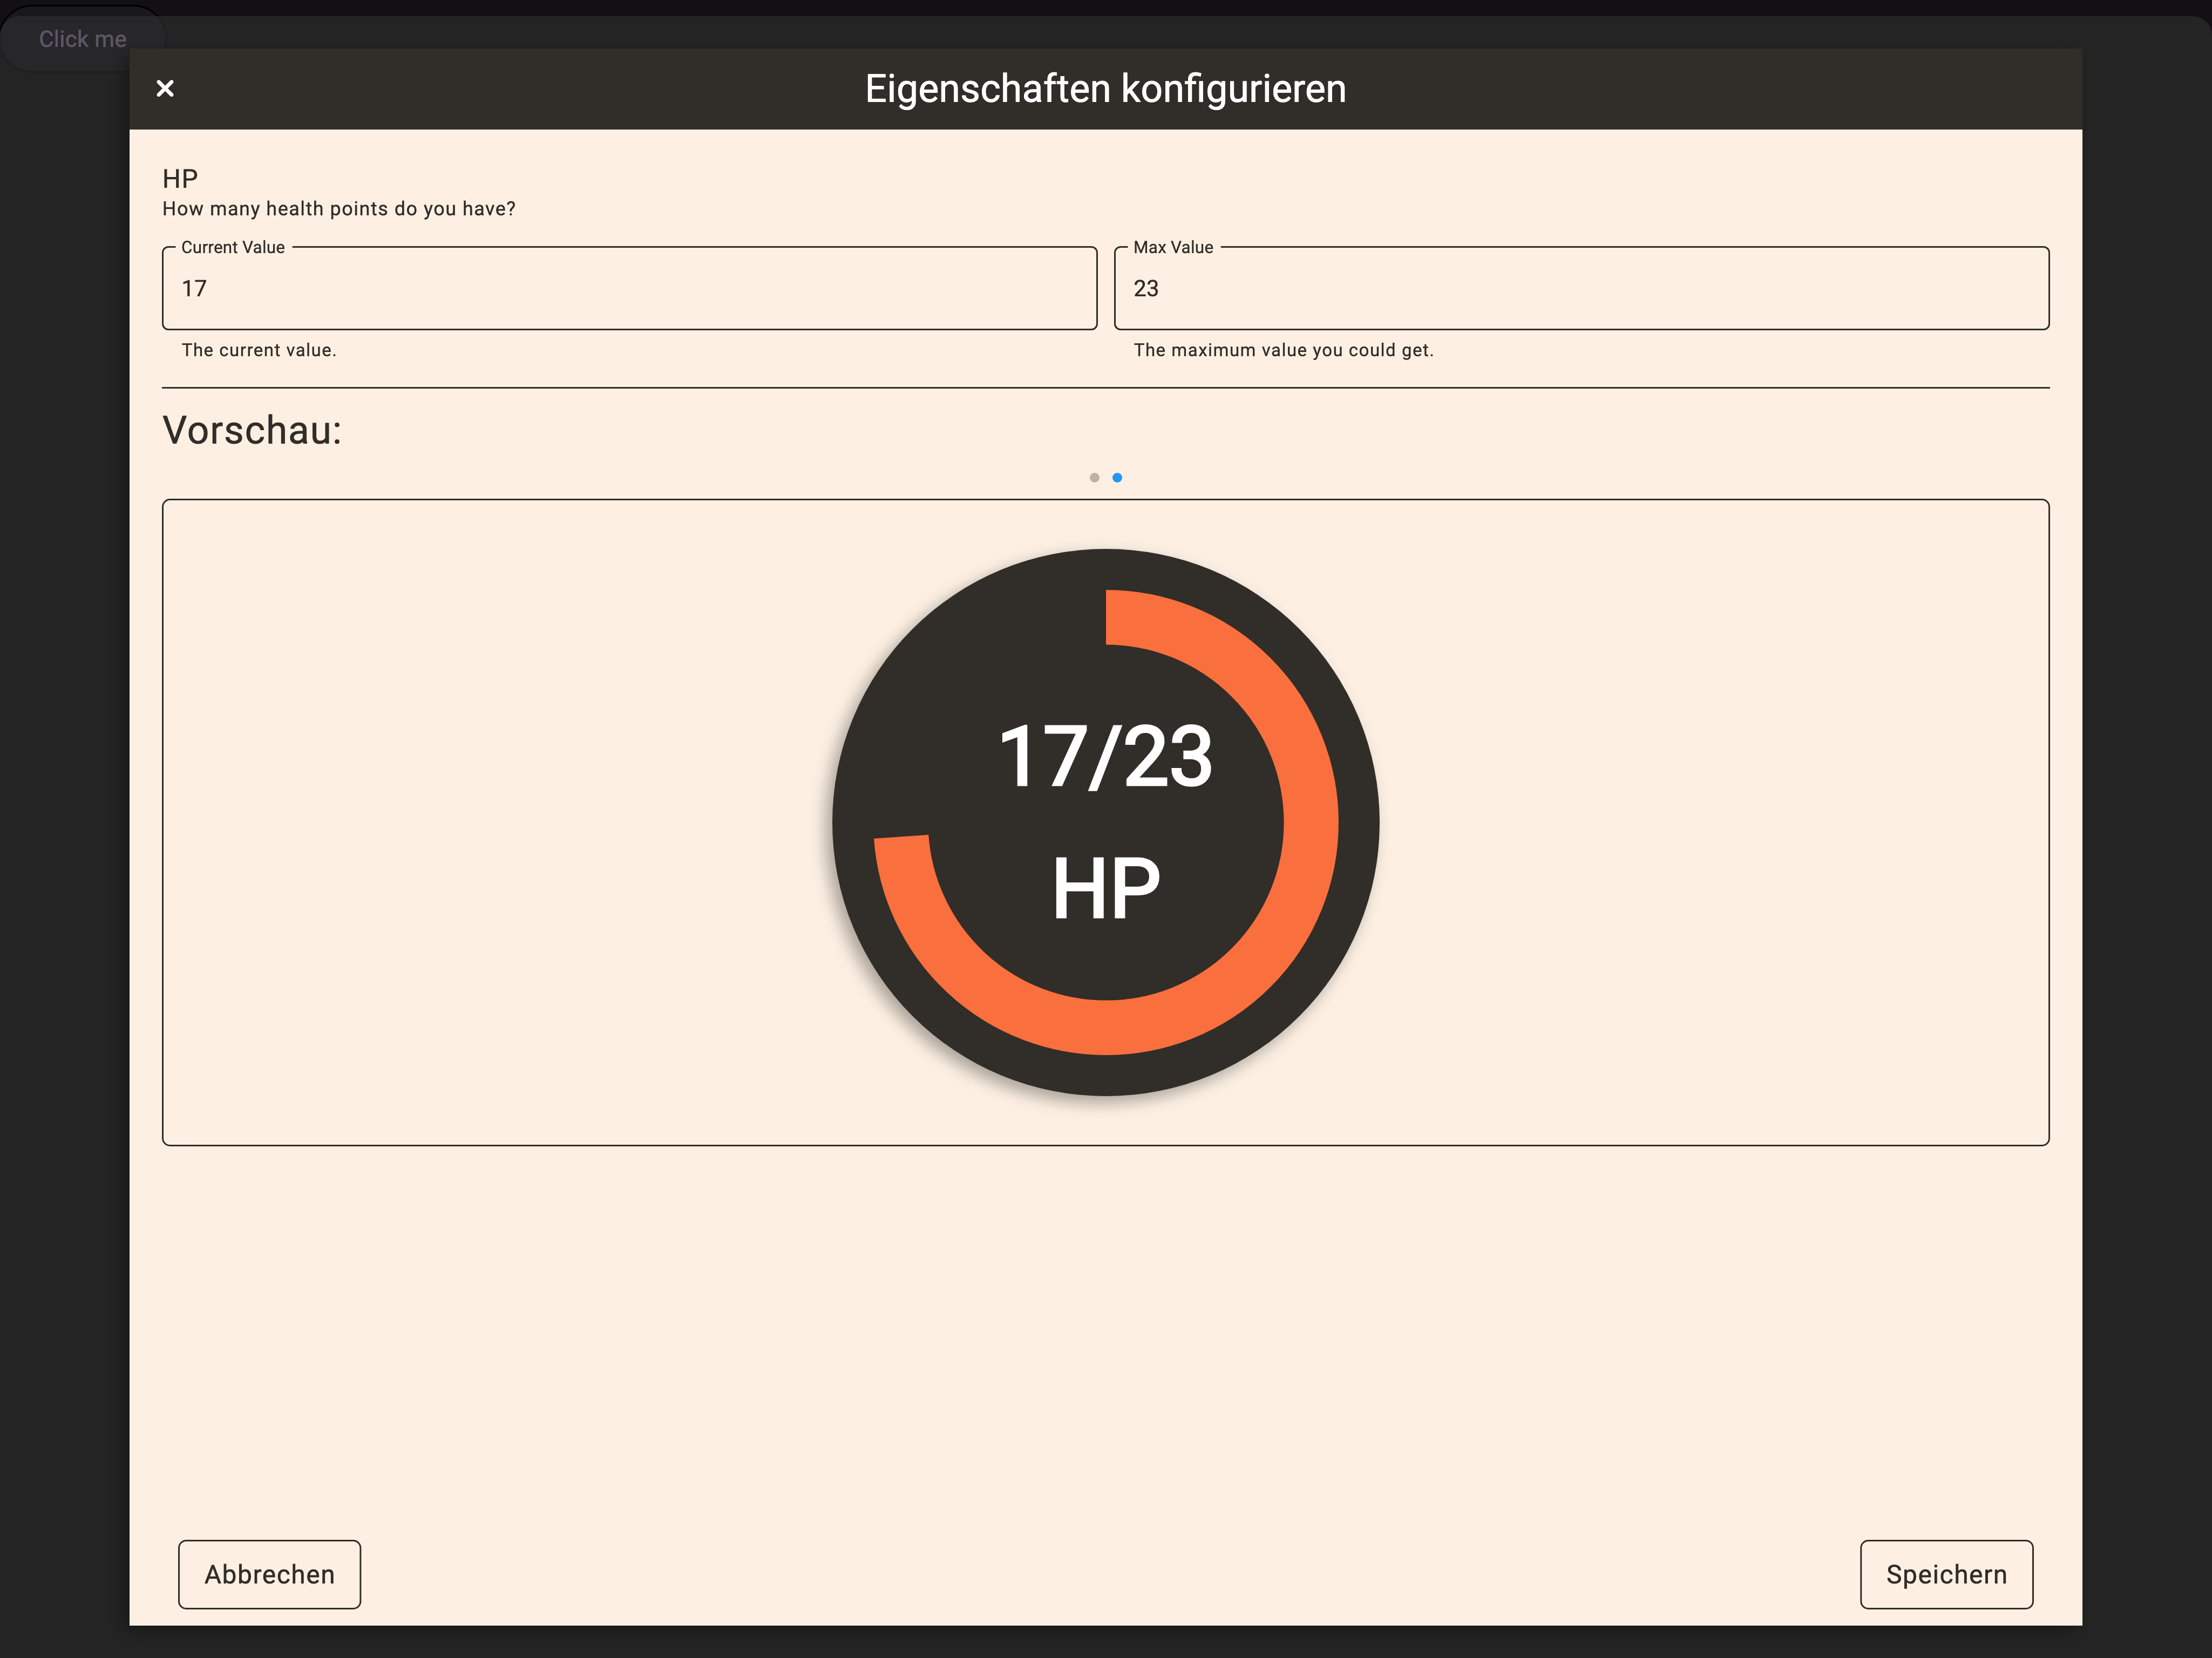 Click me
Eigenschaften konfigurieren
HP
How many health points do you have?
Current Value
17
The current value.
Max Value
23
The maximum value you could get.
Vorschau:
17/23
HP
Abbrechen
Speichern